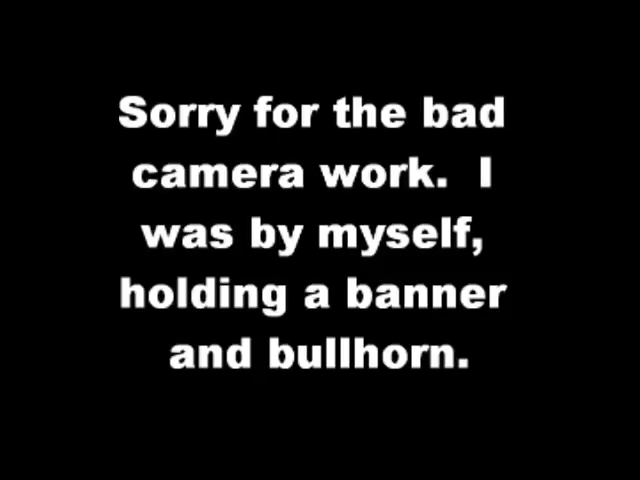 Sorry for the bad
camera work.  I
was by myself,
holding a banner
and bullhorn.